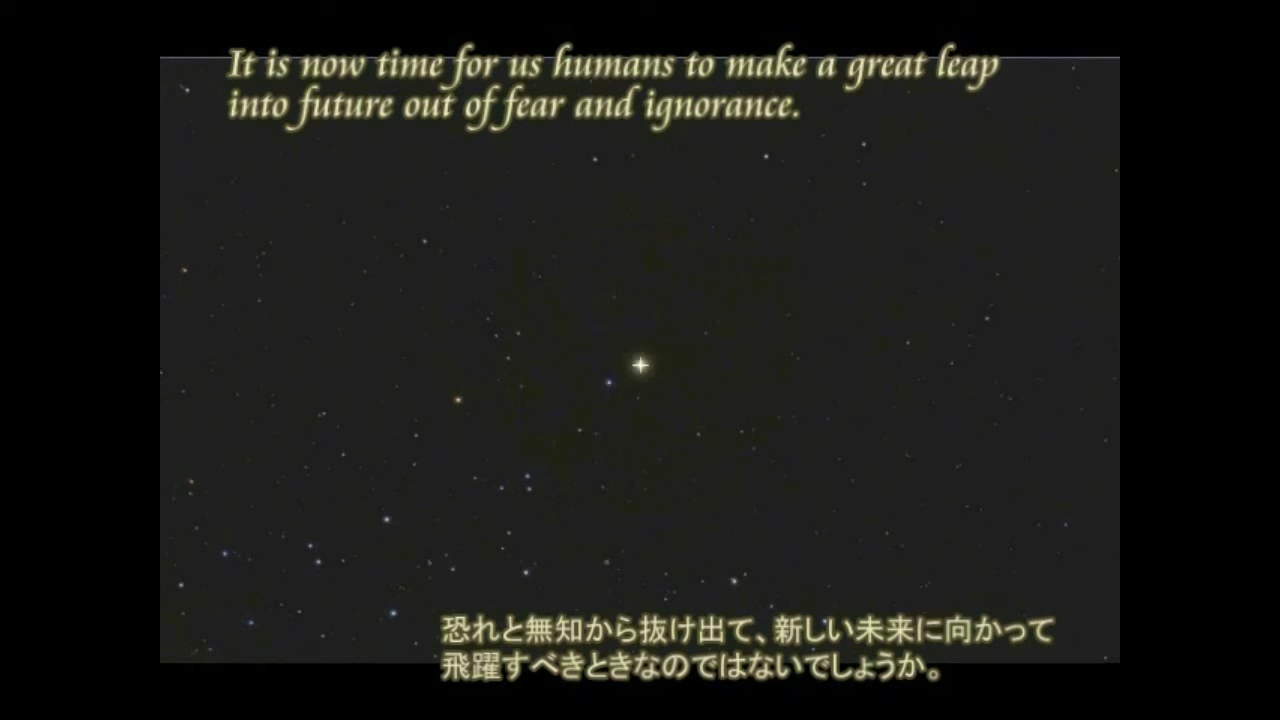 It is now time for us humans to make a great leap
into future out of fear and ignorance.
恐れと無知から抜け出て、新しい未来に向かって
飛躍すべきときなのではないでしょうか。